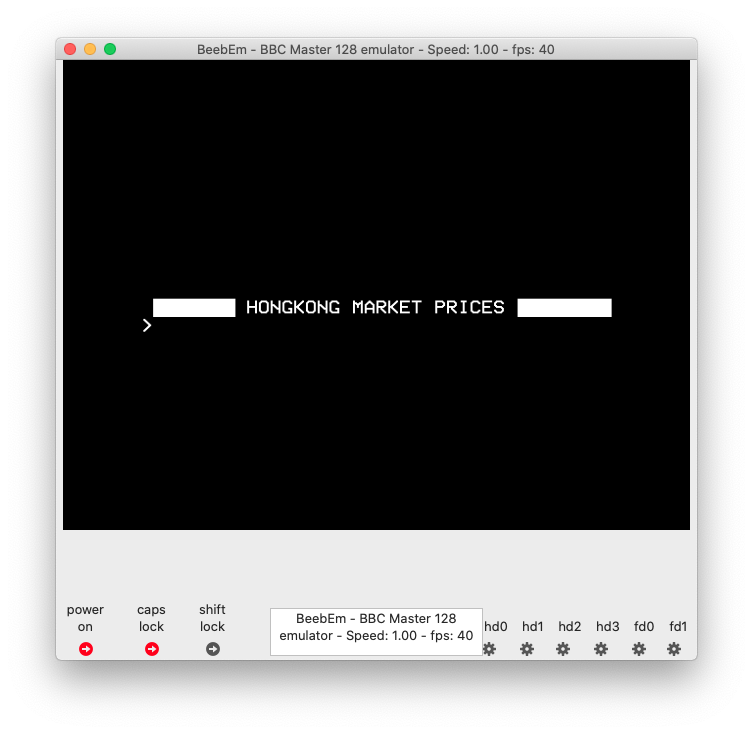 BeebEm - BBC Master 128 emulator - Speed: 1.00 - fps: 40
HONGKONG MARKET PRICES
>
power on
caps lock
shift lock
BeebEm - BBC Master 128
emulator - Speed: 1.00 - fps: 40
hd0 hd1 hd2 hd3 fd0 fd1